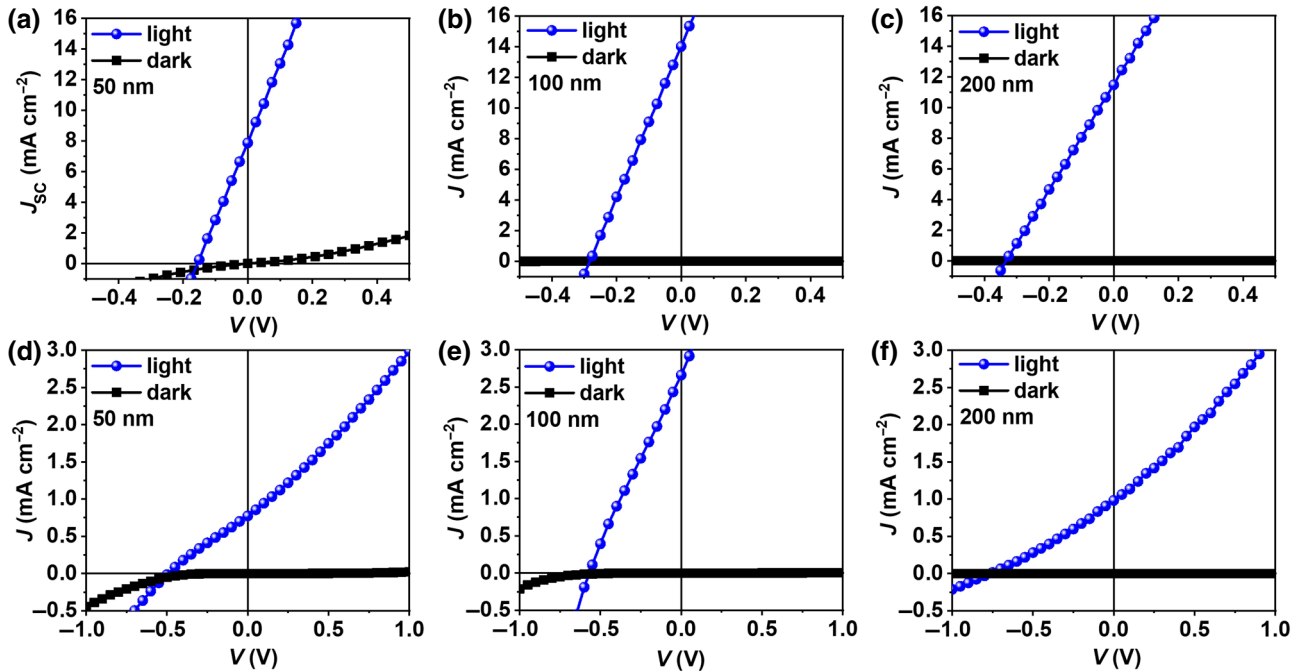 (a)
light
dark
50 nm
J_SC (mA cm⁻²)
16
14
12
10
8
6
4
2
0
−0.4 −0.2 0.0 0.2 0.4
V (V)
(b)
light
dark
100 nm
J (mA cm⁻²)
16
14
12
10
8
6
4
2
0
−0.4 −0.2 0.0 0.2 0.4
V (V)
(c)
light
dark
200 nm
J (mA cm⁻²)
16
14
12
10
8
6
4
2
0
−0.4 −0.2 0.0 0.2 0.4
V (V)
(d)
light
dark
50 nm
J (mA cm⁻²)
3.0
2.5
2.0
1.5
1.0
0.5
0.0
−0.5
−1.0 −0.5 0.0 0.5 1.0
V (V)
(e)
light
dark
100 nm
J (mA cm⁻²)
3.0
2.5
2.0
1.5
1.0
0.5
0.0
−0.5
−1.0 −0.5 0.0 0.5 1.0
V (V)
(f)
light
dark
200 nm
J (mA cm⁻²)
3.0
2.5
2.0
1.5
1.0
0.5
0.0
−0.5
−1.0 −0.5 0.0 0.5 1.0
V (V)